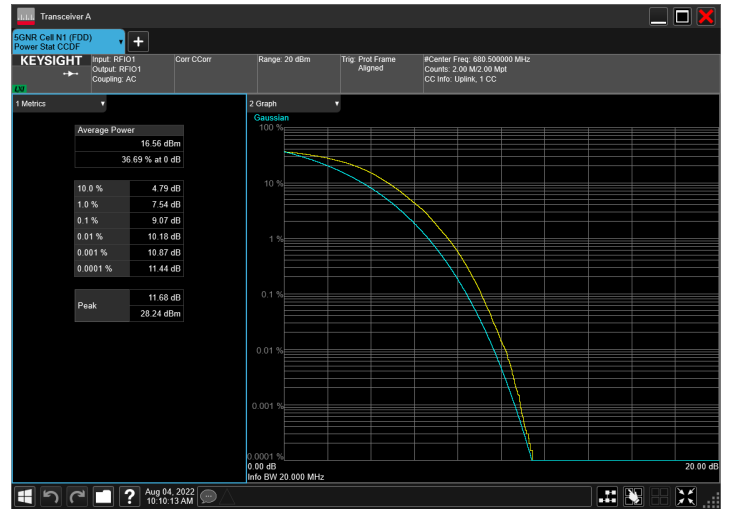 Transceiver A
5GNR Cell N1 (FDD)
Power Stat CCDF
KEYSIGHT
LXI
Input: RFIO1
Output: RFIO1
Coupling: AC
Corr CCorr
Range: 20 dBm
Trig: Prot Frame
Aligned
#Center Freq: 680.500000 MHz
Counts: 2.00 M/2.00 Mpt
CC Info: Uplink, 1 CC
1 Metrics
Average Power
16.56 dBm
36.69 % at 0 dB
10.0 % 4.79 dB
1.0 % 7.54 dB
0.1 % 9.07 dB
0.01 % 10.18 dB
0.001 % 10.87 dB
0.0001 % 11.44 dB
Peak
11.68 dB
28.24 dBm
2 Graph
Gaussian
100 %
10 %
1 %
0.1 %
0.01 %
0.001 %
0.0001 %
0.00 dB
20.00 dB
Info BW 20.000 MHz
Aug 04, 2022
10:10:13 AM